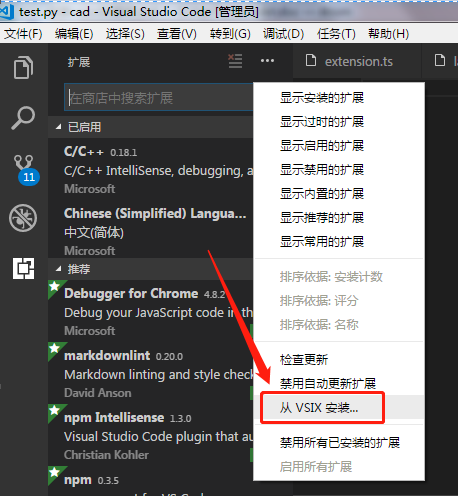 test.py - cad - Visual Studio Code [管理员]
文件(F) 编辑(E) 选择(S) 查看(V) 转到(G) 调试(D) 任务(T) 帮助(H)
扩展
extension.ts
在商店中搜索扩展
已启用
C/C++ 0.18.1
C/C++ IntelliSense, debugging, a
Microsoft
Chinese (Simplified) Langua...
中文(简体)
Microsoft
11
推荐
Debugger for Chrome 4.8.2
Debug your JavaScript code in th
Microsoft
markdownlint 0.20.0
Markdown linting and style chec
David Anson
npm Intellisense 1.3.0
Visual Studio Code plugin that au
Christian Kohler
npm 0.3.5
显示安装的扩展
显示过时的扩展
显示启用的扩展
显示禁用的扩展
显示内置的扩展
显示推荐的扩展
显示常用的扩展
排序依据: 安装计数
排序依据: 评分
排序依据: 名称
检查更新
禁用自动更新扩展
从 VSIX 安装...
禁用所有已安装的扩展
启用所有扩展